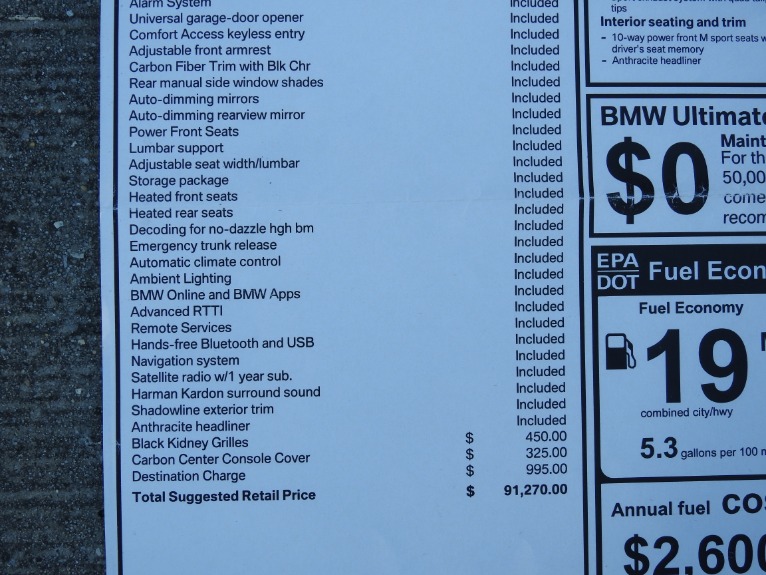 Alarm System Included
Universal garage-door opener Included
Comfort Access keyless entry Included
Adjustable front armrest Included
Carbon Fiber Trim with Blk Chr Included
Rear manual side window shades Included
Auto-dimming mirrors Included
Auto-dimming rearview mirror Included
Power Front Seats Included
Lumbar support Included
Adjustable seat width/lumbar Included
Storage package Included
Heated front seats Included
Heated rear seats Included
Decoding for no-dazzle hgh bm Included
Emergency trunk release Included
Automatic climate control Included
Ambient Lighting Included
BMW Online and BMW Apps Included
Advanced RTTI Included
Remote Services Included
Hands-free Bluetooth and USB Included
Navigation system Included
Satellite radio w/1 year sub. Included
Harman Kardon surround sound Included
Shadowline exterior trim Included
Anthracite headliner Included
Black Kidney Grilles $ 450.00
Carbon Center Console Cover $ 325.00
Destination Charge $ 995.00
Total Suggested Retail Price $ 91,270.00
tips
Interior seating and trim
- 10-way power front M sport seats w
driver's seat memory
- Anthracite headliner
BMW Ultimate
$0
Maint
For th
50,00
come
recom
EPA
DOT
Fuel Econ
Fuel Economy
19
combined city/hwy
5.3 gallons per 100 m
Annual fuel cos
$2,600